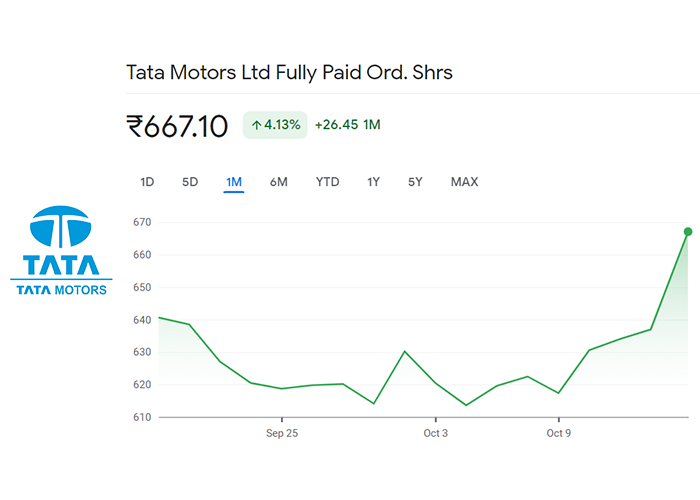 Tata Motors Ltd Fully Paid Ord. Shrs
₹667.10 ↑ 4.13% +26.45 1M
1D 5D 1M 6M YTD 1Y 5Y MAX
TATA
TATA MOTORS
670
660
650
640
630
620
610
Sep 25 Oct 3 Oct 9